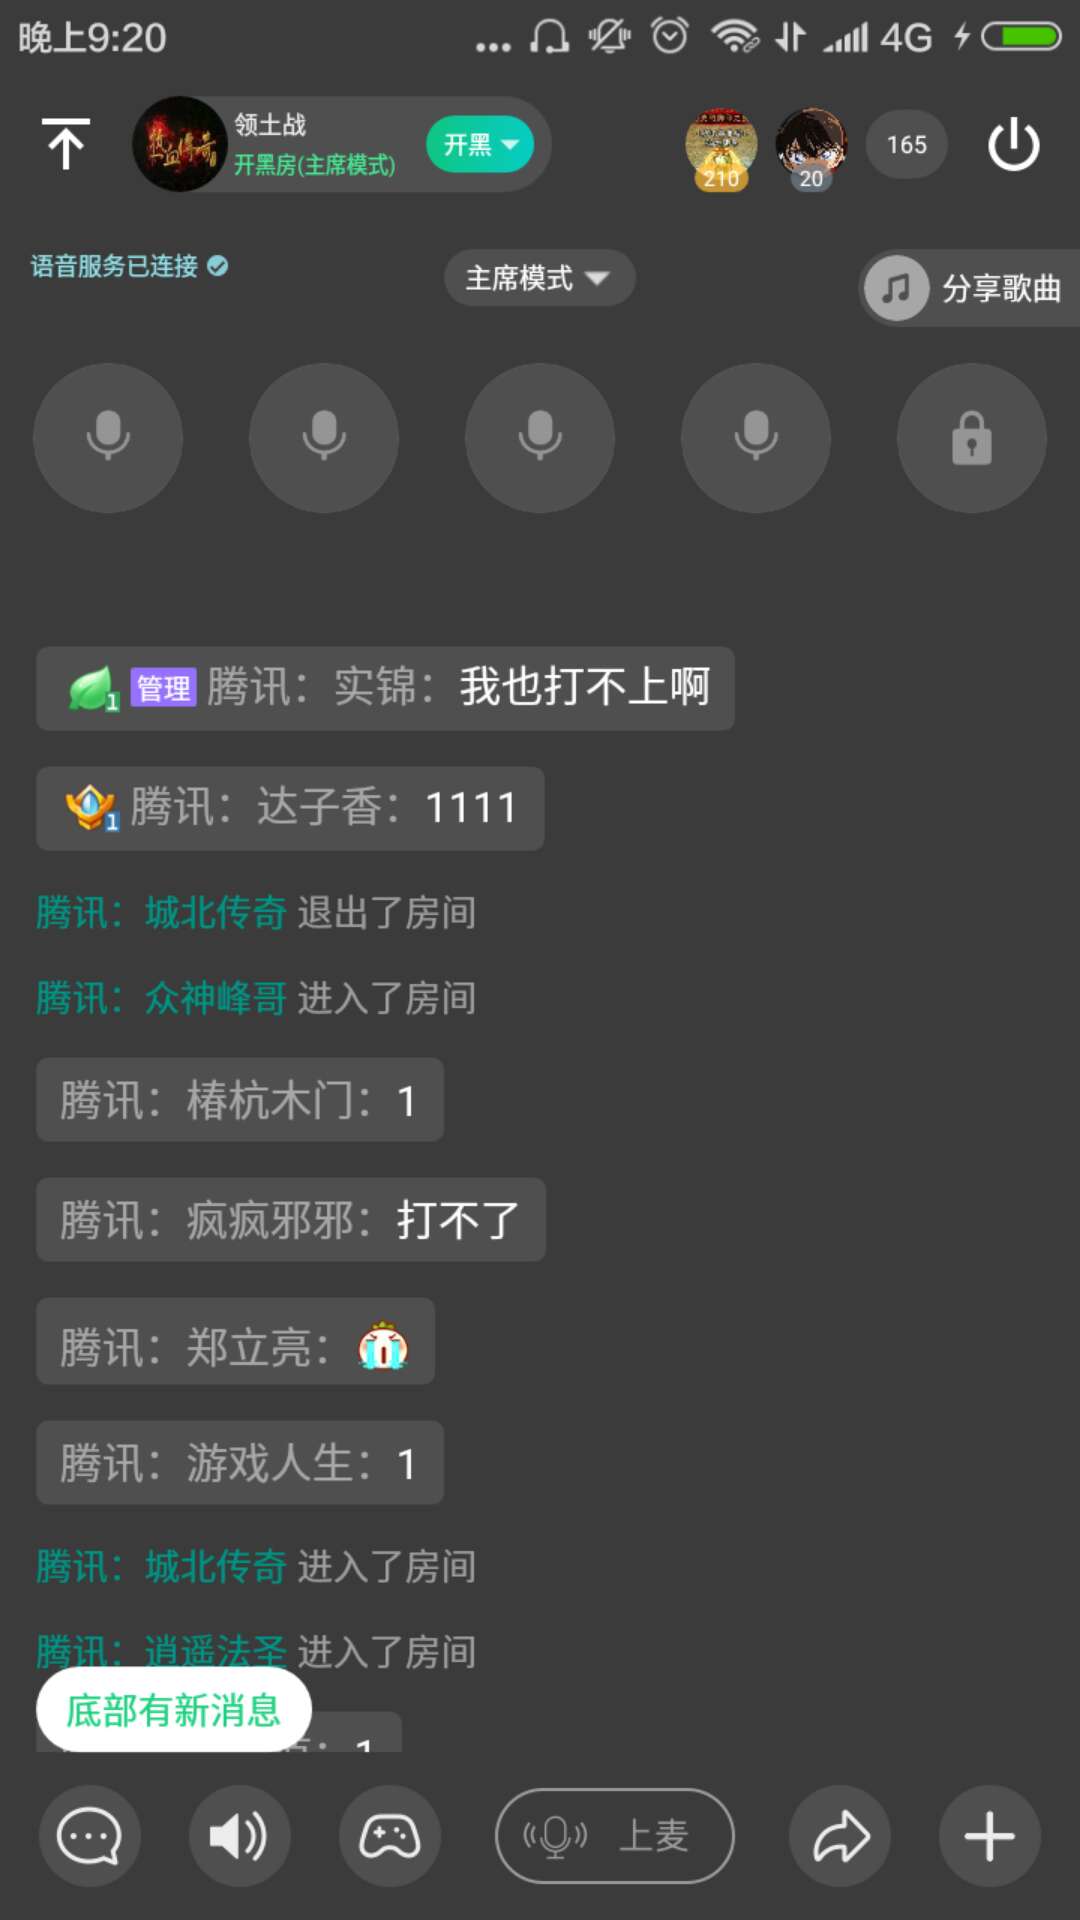 晚上9:20
4G
热血传奇
领土战
开黑房(主席模式)
开黑
210
20
165
语音服务已连接
主席模式
分享歌曲
1 管理 腾讯：实锦：我也打不上啊
1 腾讯：达子香：1111
腾讯：城北传奇 退出了房间
腾讯：众神峰哥 进入了房间
腾讯：椿杭木门：1
腾讯：疯疯邪邪：打不了
腾讯：郑立亮：
腾讯：游戏人生：1
腾讯：城北传奇 进入了房间
腾讯：逍遥法圣 进入了房间
底部有新消息
：1
上麦